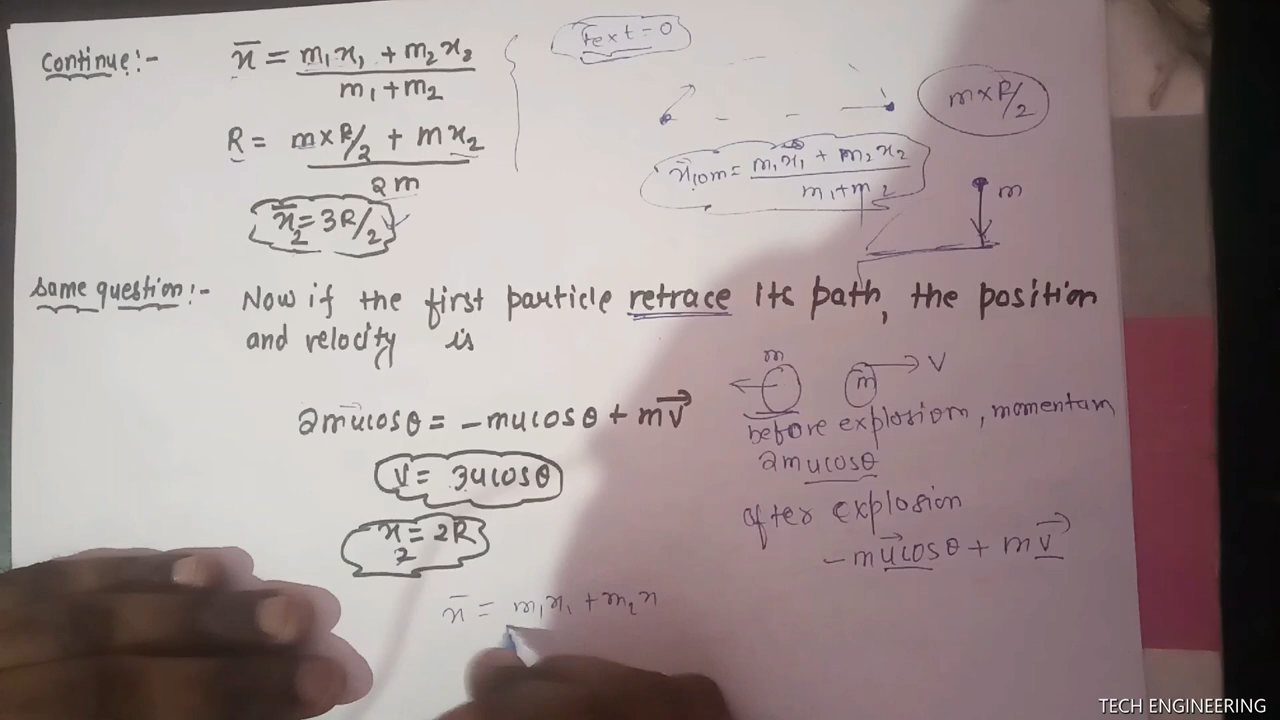 Continue:- x̄ = m₁x₁ + m₂x₂
m₁+m₂
R = m×R/2 + mx₂
2m
x̄₂ = 3R/2
Fext = 0
m×R/2
x̄com = m₁x₁ + m₂x₂
m₁+m₂
m
Same question:- Now if the first particle retrace its path, the position
and velocity is
2mucosθ = -mucosθ + mv⃗
v = 3ucosθ
x₂ = 2R
x̄ = m₁x₁ + m₂x
m m → V
before explosion, momentum
2mucosθ
after explosion
-mucosθ + mv⃗
TECH ENGINEERING